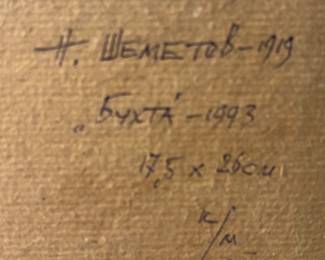 Н. ШЕМЕТОВ-1919
„БУХТА" - 1993
17,5 x 26см
к/м